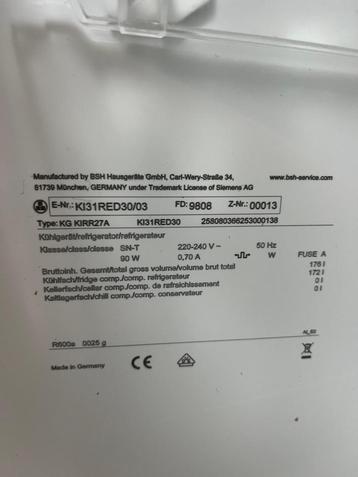 Manufactured by BSH Hausgeräte GmbH, Carl-Wery-Straße 34, www.bsh-service.com
81739 München, GERMANY under Trademark License of Siemens AG
E-Nr.: KI31RED30/03 FD: 9808 Z-Nr.: 00013
Type: KG KIRR27A KI31RED30 258080366253000138
Kühlgerät/refrigerator/refrigerateur
Klasse/class/classe SN-T 220-240 V ~ 50 Hz
90 W 0,70 A W FUSE A
Bruttoinh. Gesamt/total gross volume/volume brut total 176 l
Kühlfach/fridge comp./comp. refrigerateur 172 l
Kellerfach/cellar comp./comp. de rafraichissement 0 l
Kaltlagerfach/chill comp./comp. conservateur 0 l
R600a 0025 g
Made in Germany CE